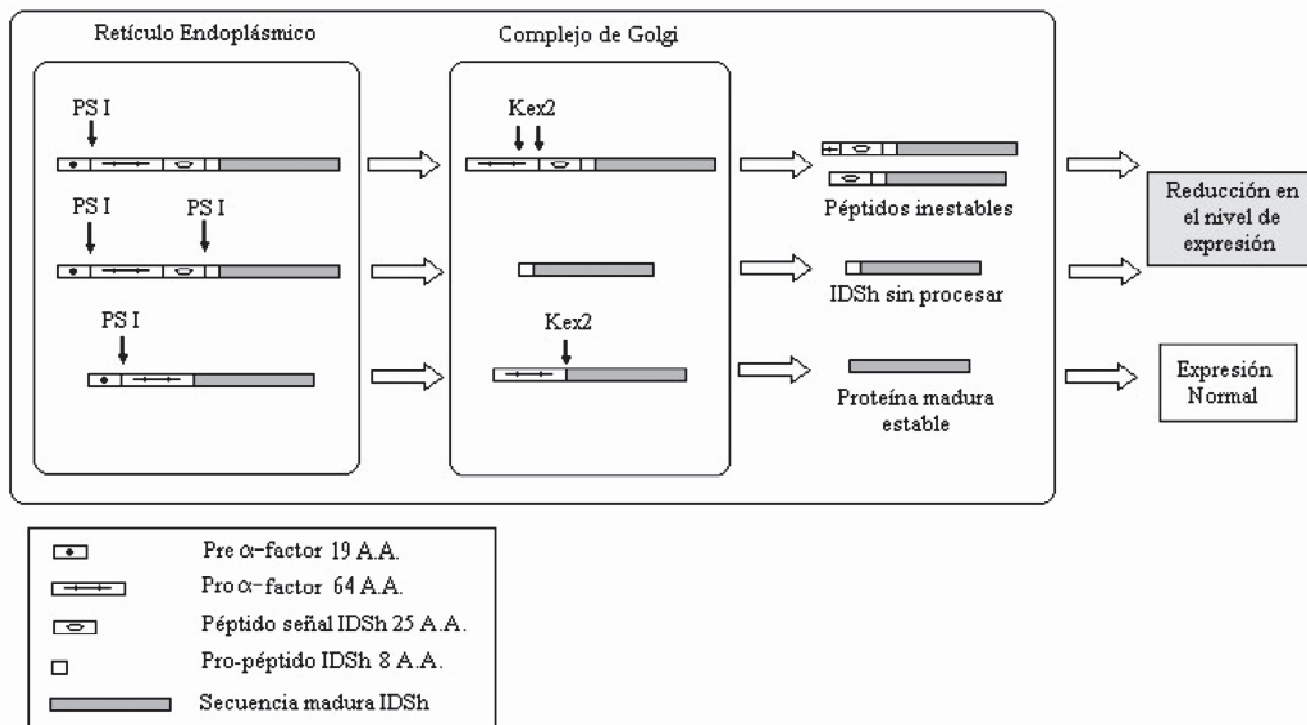 Retículo Endoplásmico
Complejo de Golgi
PS I
Kex2
Péptidos inestables
PS I
PS I
IDSh sin procesar
Reducción en
el nivel de
expresión
PS I
Kex2
Proteína madura
estable
Expresión
Normal
Pre α-factor 19 A.A.
Pro α-factor 64 A.A.
Péptido señal IDSh 25 A.A.
Pro-péptido IDSh 8 A.A.
Secuencia madura IDSh